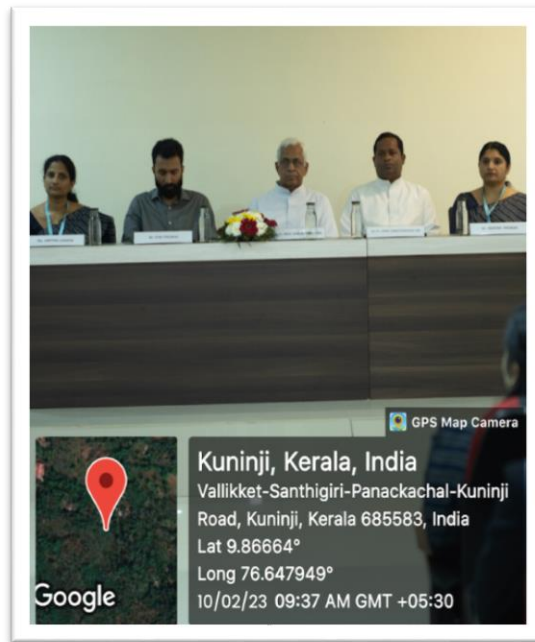 GPS Map Camera
Kuninji, Kerala, India
Vallikket-Santhigiri-Panackachal-Kuninji
Road, Kuninji, Kerala 685583, India
Lat 9.86664°
Long 76.647949°
10/02/23 09:37 AM GMT +05:30
Google